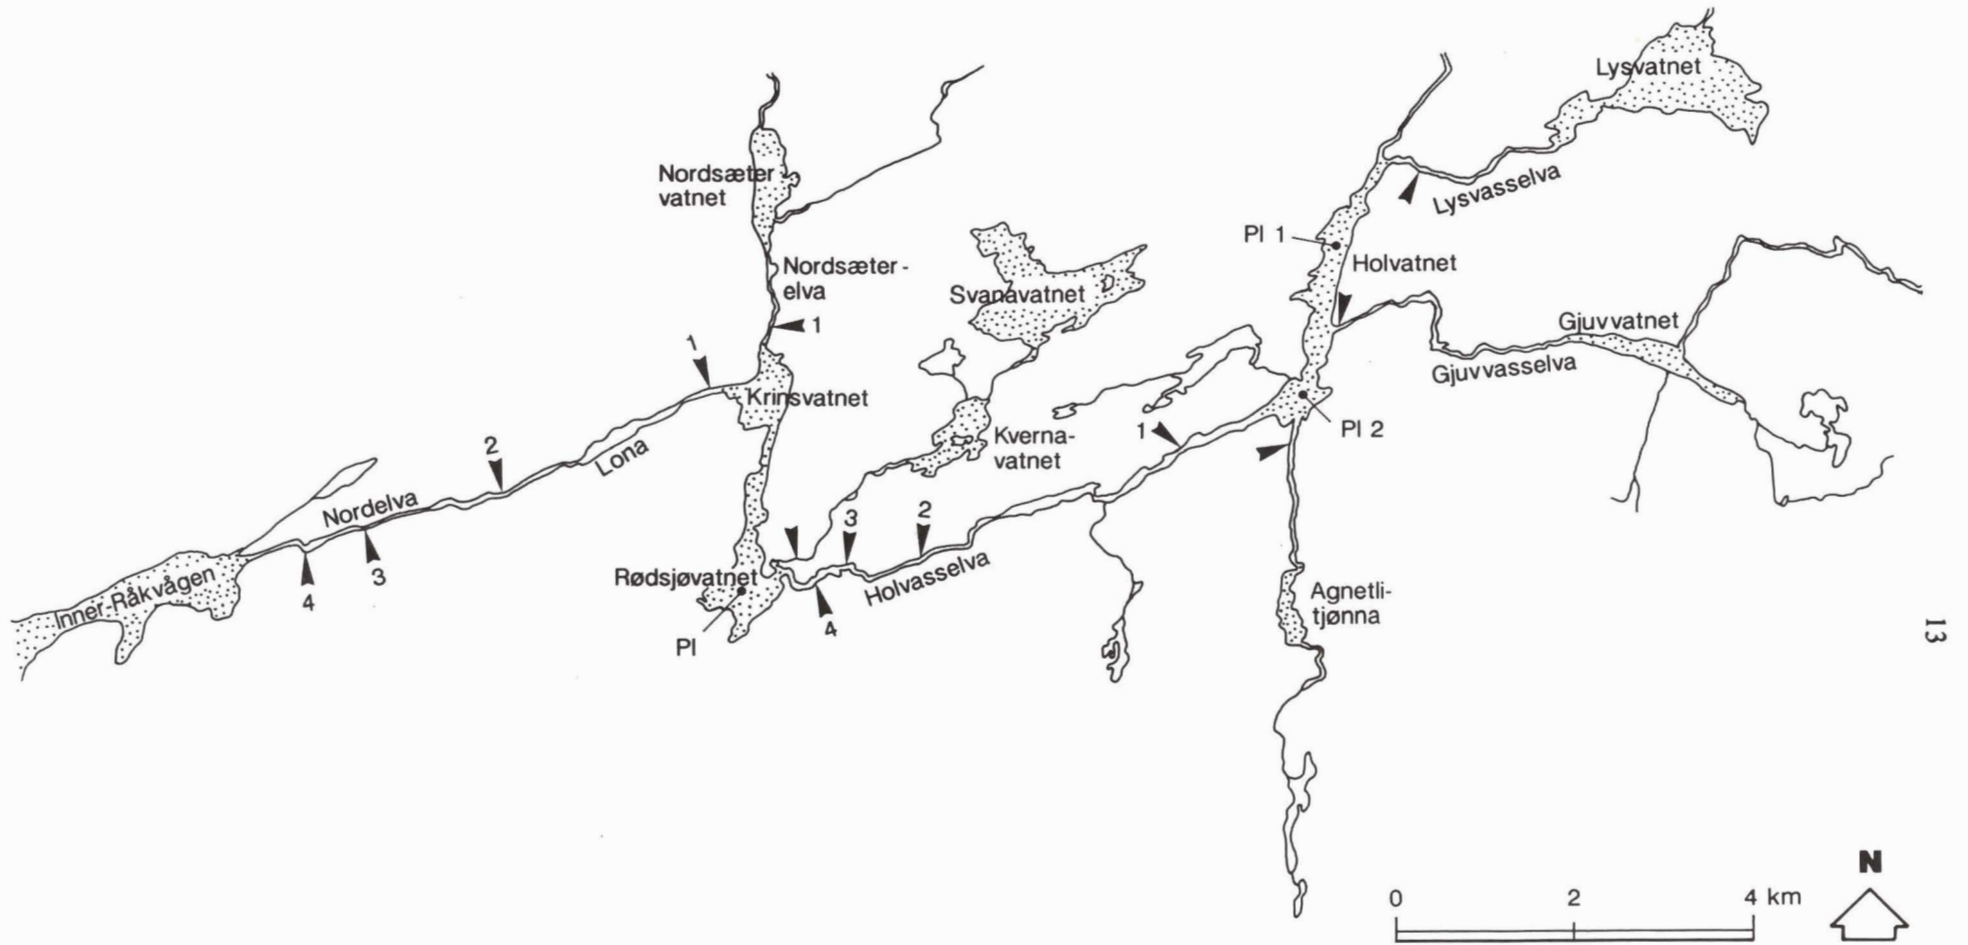 Lysvatnet
Nordsæter
vatnet
Lysvasselva
Pl 1
Holvatnet
Nordsæter-
elva
Svanavatnet
1
Gjuvvatnet
1
Gjuvvasselva
Krinsvatnet
Lona
2
Kverna-
vatnet
1
Pl 2
Nordelva
3
2
3
4
Inner-Råkvågen
Rødsjøvatnet
Holvasselva
4
Pl
Agnetli-
tjønna
13
N
0 2 4 km